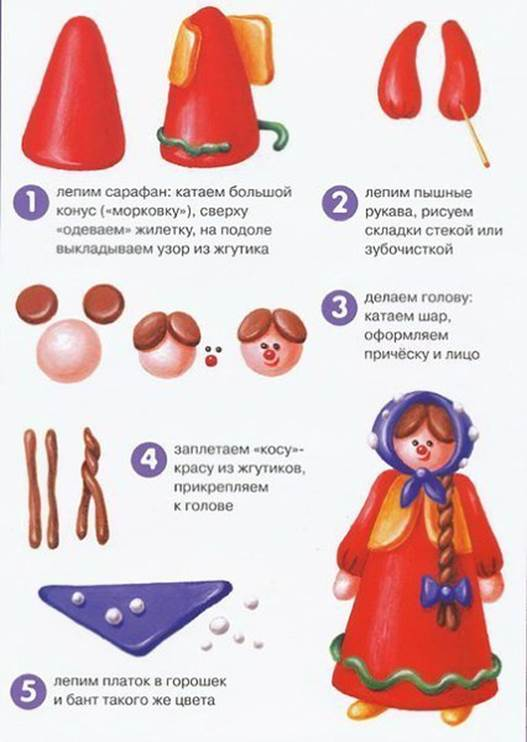 1 лепим сарафан: катаем большой
конус («морковку»), сверху
«одеваем» жилетку, на подоле
выкладываем узор из жгутика
2 лепим пышные
рукава, рисуем
складки стекой или
зубочисткой
3 делаем голову:
катаем шар,
оформляем
причёску и лицо
4 заплетаем «косу»-
красу из жгутиков,
прикрепляем
к голове
5 лепим платок в горошек
и бант такого же цвета